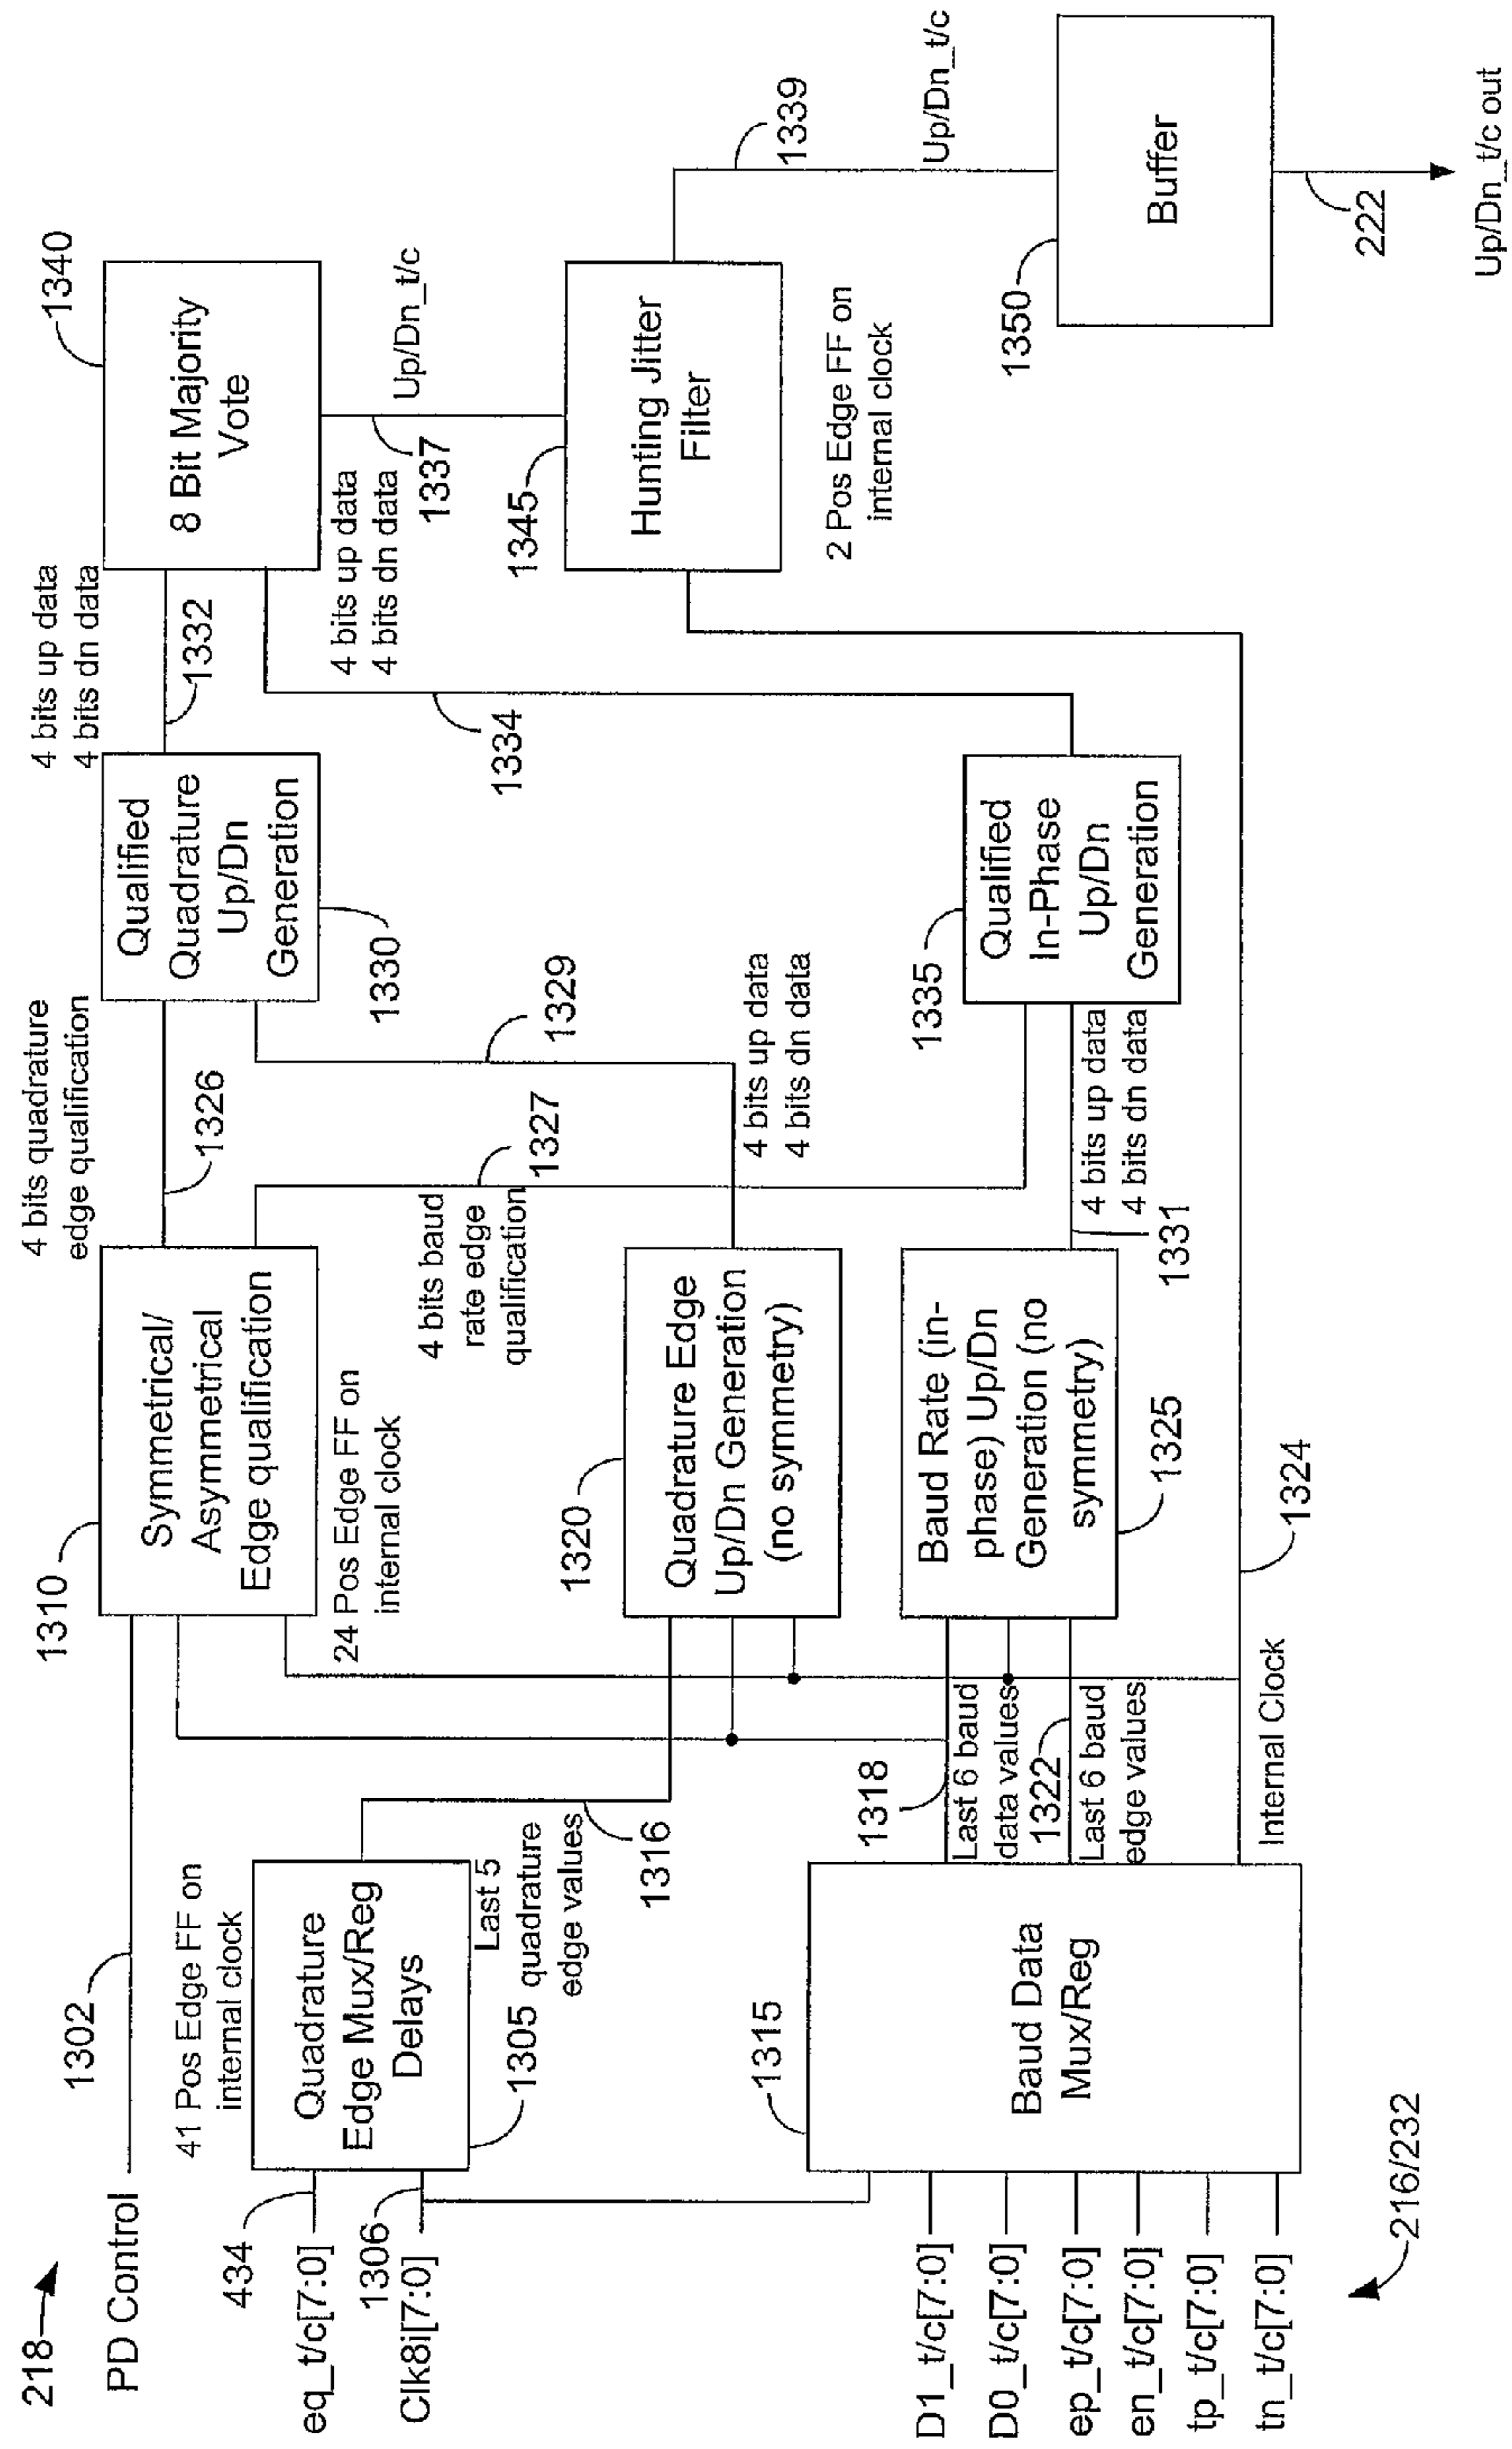 218
PD Control
1302
eq_t/c[7:0]
434
Clk8i[7:0]
1306
41 Pos Edge FF on
internal clock
Quadrature
Edge Mux/Reg
Delays
1305
Last 5
quadrature
edge values
1316
D1_t/c[7:0]
D0_t/c[7:0]
ep_t/c[7:0]
en_t/c[7:0]
tp_t/c[7:0]
tn_t/c[7:0]
216/232
1315
Baud Data
Mux/Reg
1318
Last 6 baud
data values
1322
Last 6 baud
edge values
Internal Clock
1324
1310
Symmetrical/
Asymmetrical
Edge qualification
24 Pos Edge FF on
internal clock
1320
Quadrature Edge
Up/Dn Generation
(no symmetry)
Baud Rate (in-
phase) Up/Dn
Generation (no
symmetry)
1325
4 bits quadrature
edge qualification
1326
4 bits baud
rate edge
qualification
1327
1329
4 bits up data
4 bits dn data
4 bits up data
4 bits dn data
1331
Qualified
Quadrature
Up/Dn
Generation
1330
1335
Qualified
In-Phase
Up/Dn
Generation
4 bits up data
4 bits dn data
1332
1334
4 bits up data
4 bits dn data
1340
8 Bit Majority
Vote
1337
Up/Dn_t/c
1345
Hunting Jitter
Filter
2 Pos Edge FF on
internal clock
1339
Up/Dn_t/c
1350
Buffer
222
Up/Dn_t/c out